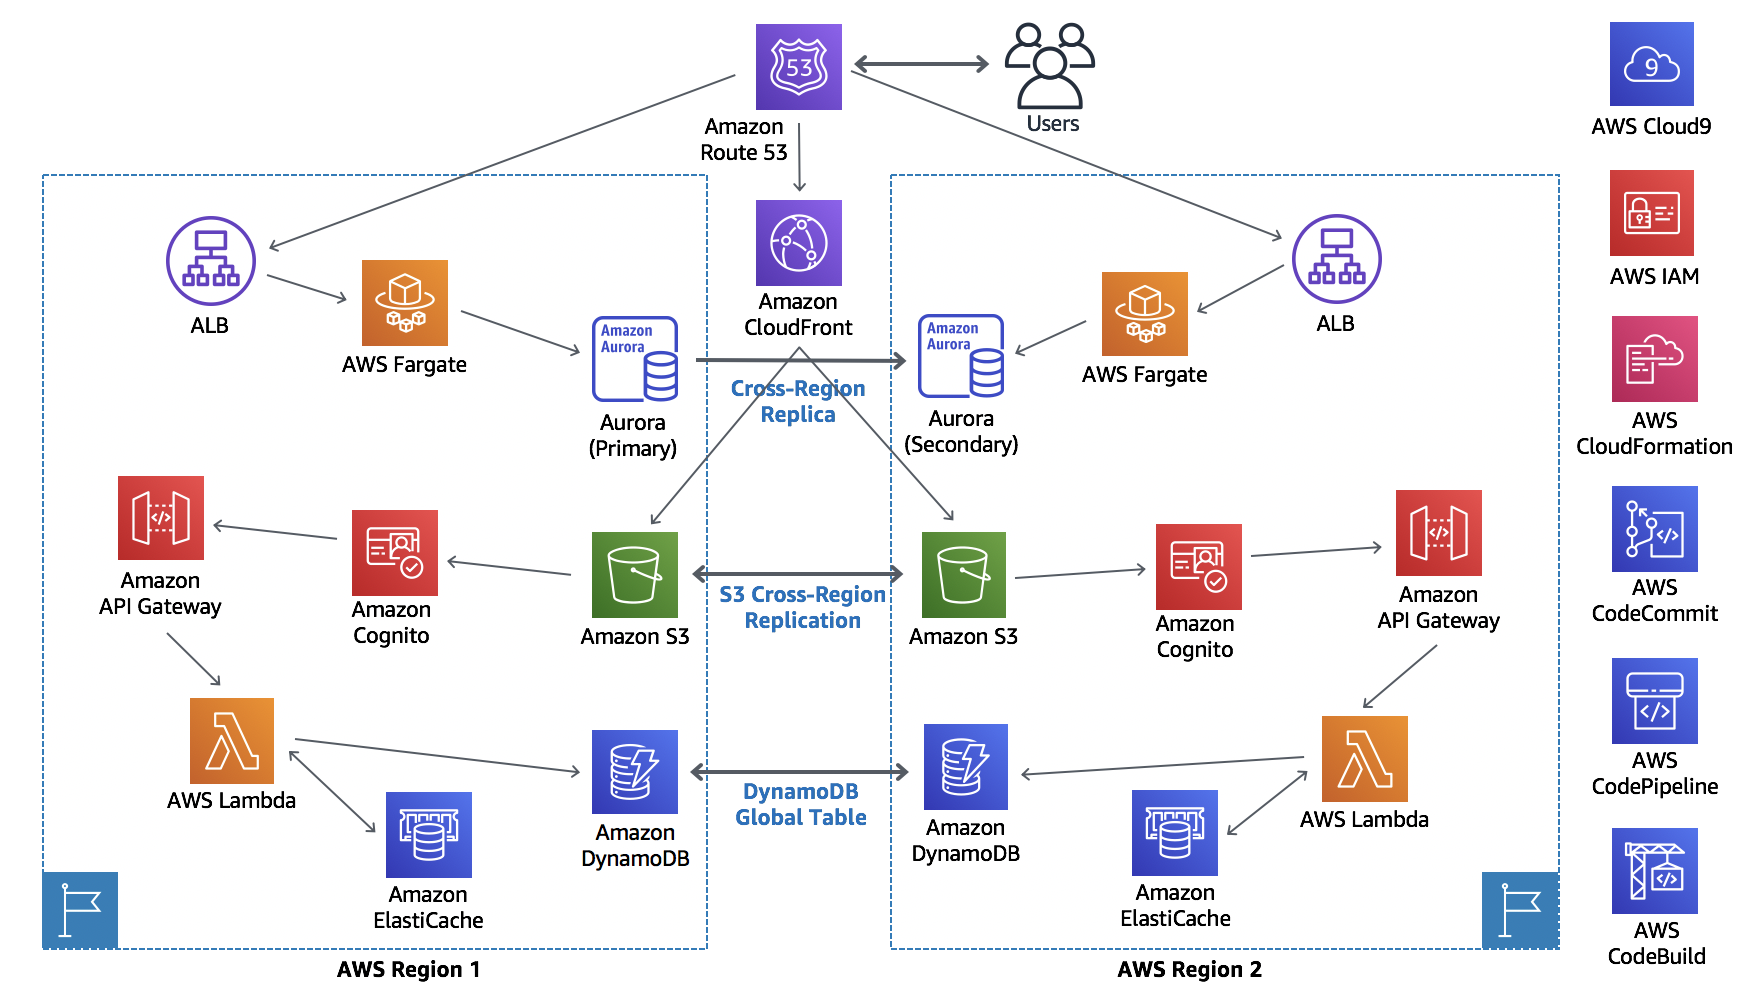 53
Amazon
Route 53
Users
9
AWS Cloud9
ALB
AWS Fargate
Amazon
Aurora
Aurora
(Primary)
Amazon
CloudFront
Cross-Region
Replica
Amazon
Aurora
Aurora
(Secondary)
AWS Fargate
ALB
AWS IAM
AWS
CloudFormation
</>
Amazon
API Gateway
Amazon
Cognito
Amazon S3
S3 Cross-Region
Replication
Amazon S3
Amazon
Cognito
</>
Amazon
API Gateway
</>
AWS
CodeCommit
AWS Lambda
Amazon
ElastiCache
Amazon
DynamoDB
DynamoDB
Global Table
Amazon
DynamoDB
Amazon
ElastiCache
AWS Lambda
</>
AWS
CodePipeline
</>
AWS
CodeBuild
AWS Region 1
AWS Region 2